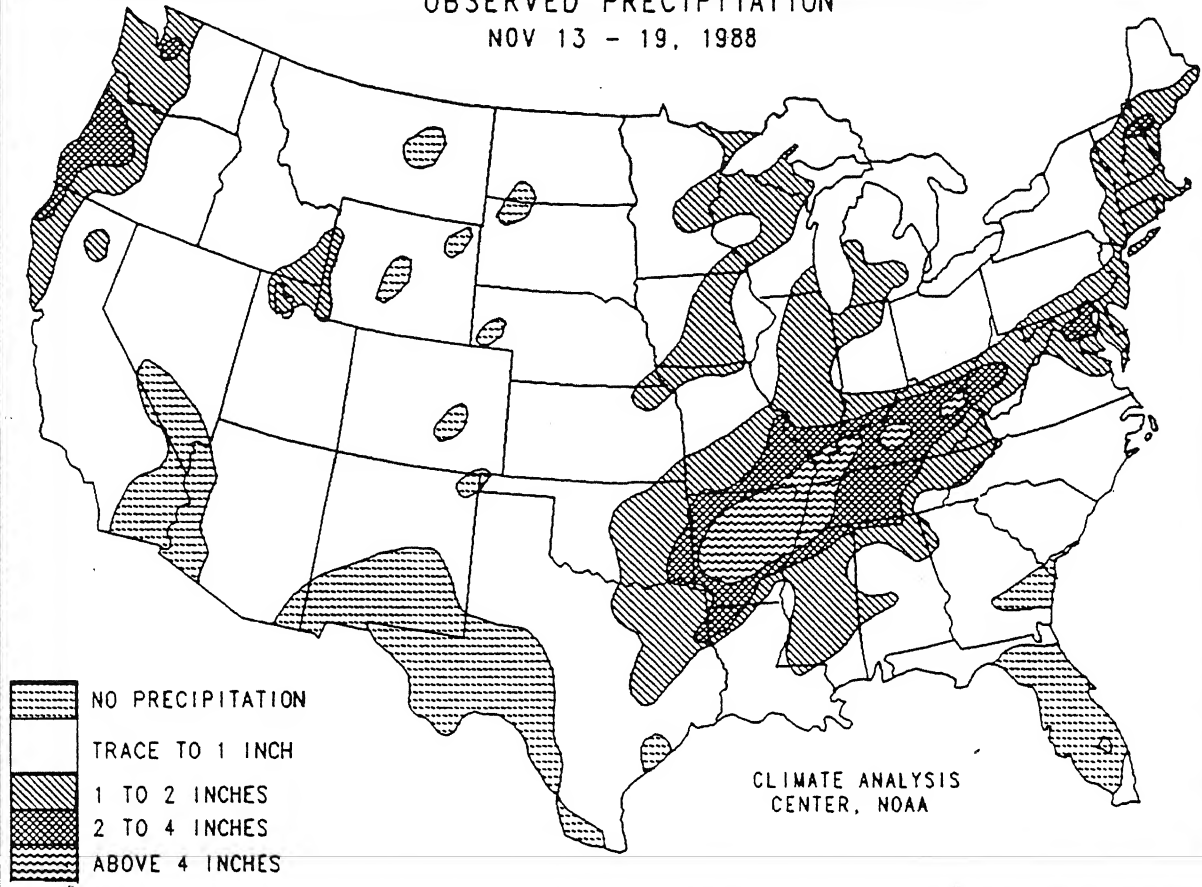 OBSERVED PRECIPITATION
NOV 13 - 19, 1988
NO PRECIPITATION
TRACE TO 1 INCH
1 TO 2 INCHES
2 TO 4 INCHES
ABOVE 4 INCHES
CLIMATE ANALYSIS
CENTER, NOAA